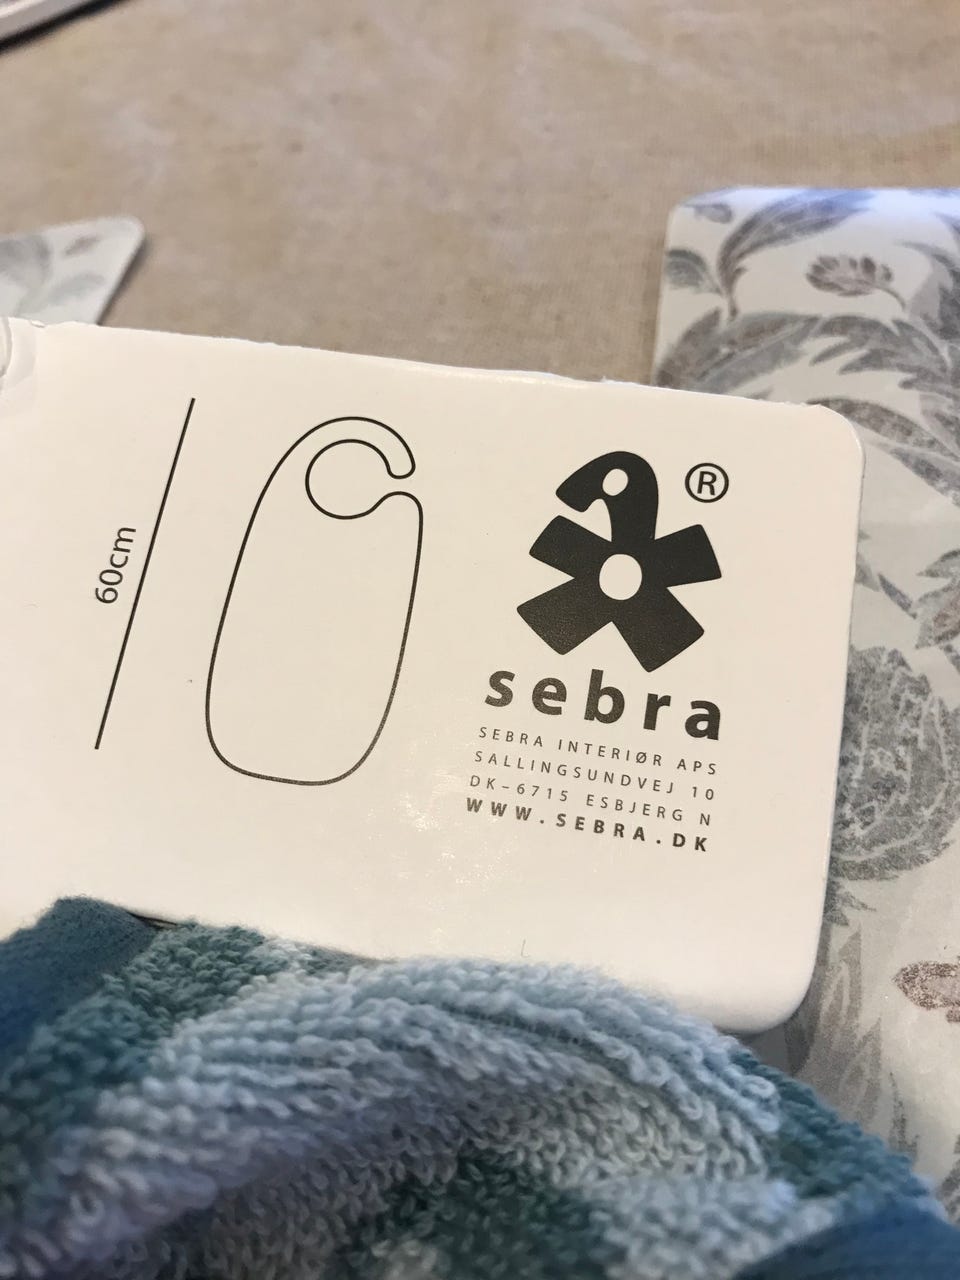 60cm
®
sebra
SEBRA INTERIØR APS
SALLINGSUNDVEJ 10
DK-6715 ESBJERG N
WWW.SEBRA.DK